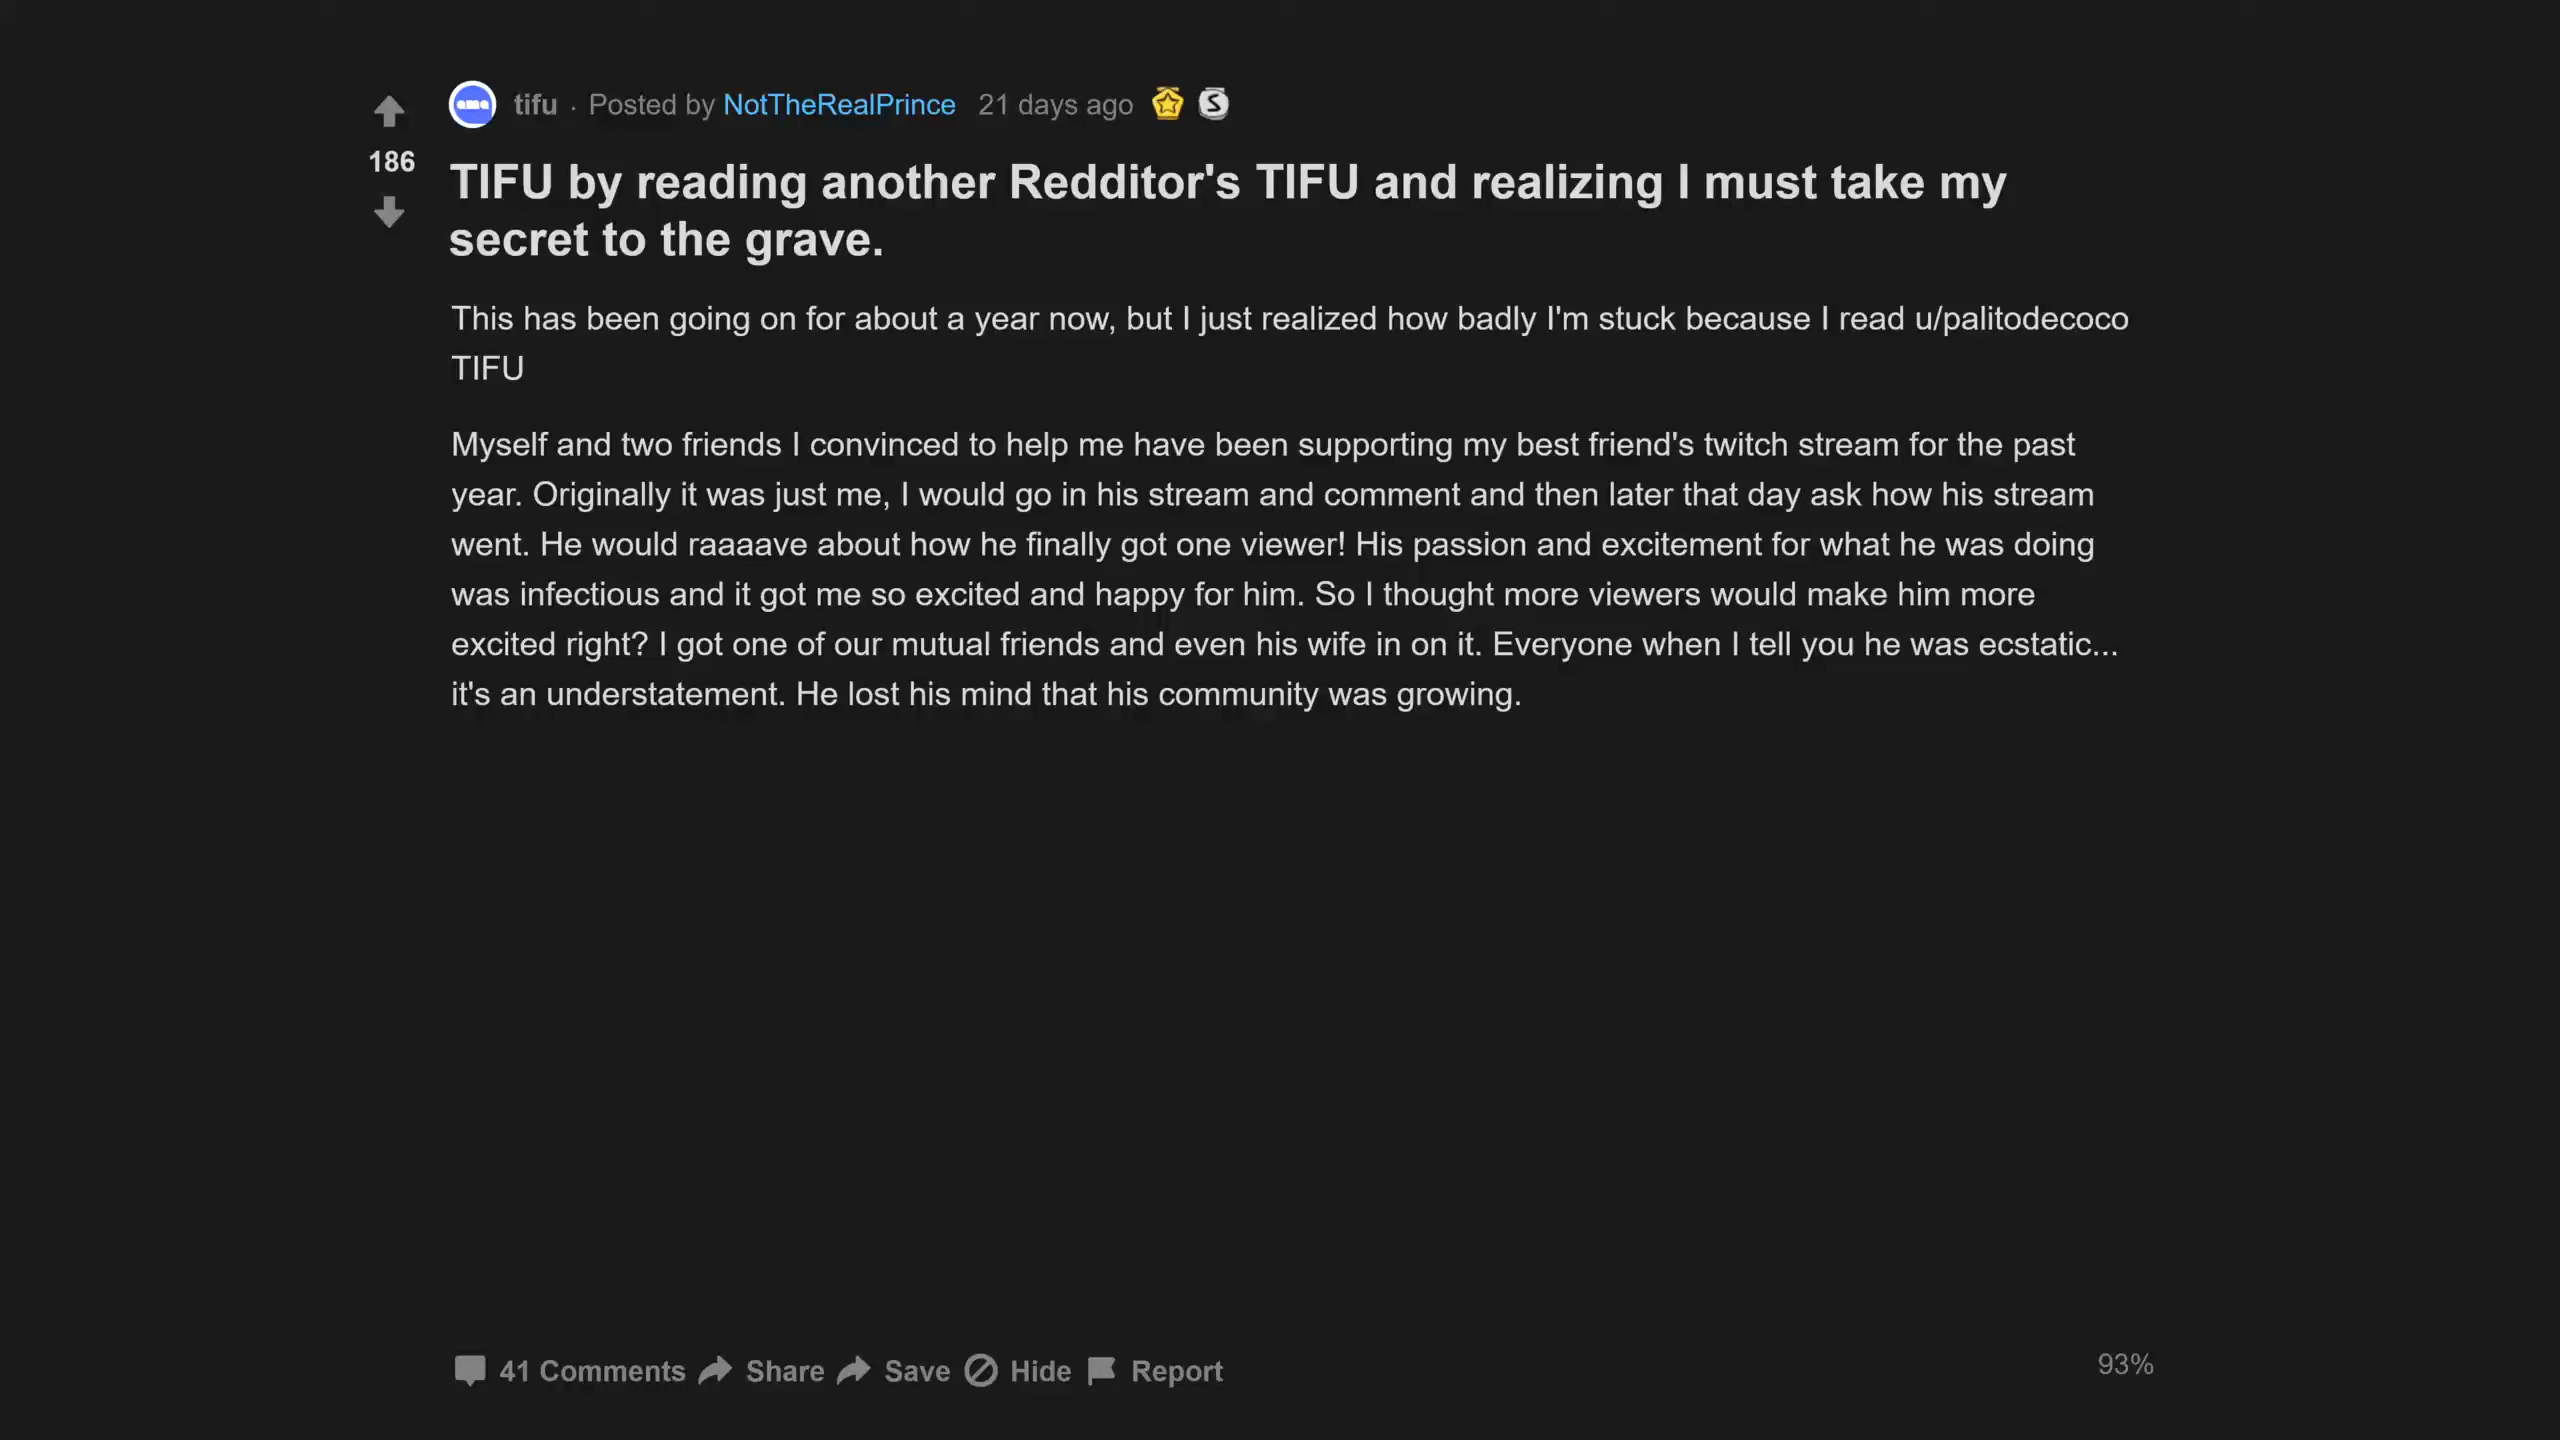 ama tifu · Posted by NotTheRealPrince 21 days ago S
186
TIFU by reading another Redditor's TIFU and realizing I must take my
secret to the grave.
This has been going on for about a year now, but I just realized how badly I'm stuck because I read u/palitodecoco
TIFU
Myself and two friends I convinced to help me have been supporting my best friend's twitch stream for the past
year. Originally it was just me, I would go in his stream and comment and then later that day ask how his stream
went. He would raaaave about how he finally got one viewer! His passion and excitement for what he was doing
was infectious and it got me so excited and happy for him. So I thought more viewers would make him more
excited right? I got one of our mutual friends and even his wife in on it. Everyone when I tell you he was ecstatic...
it's an understatement. He lost his mind that his community was growing.
41 Comments Share Save Hide Report
93%